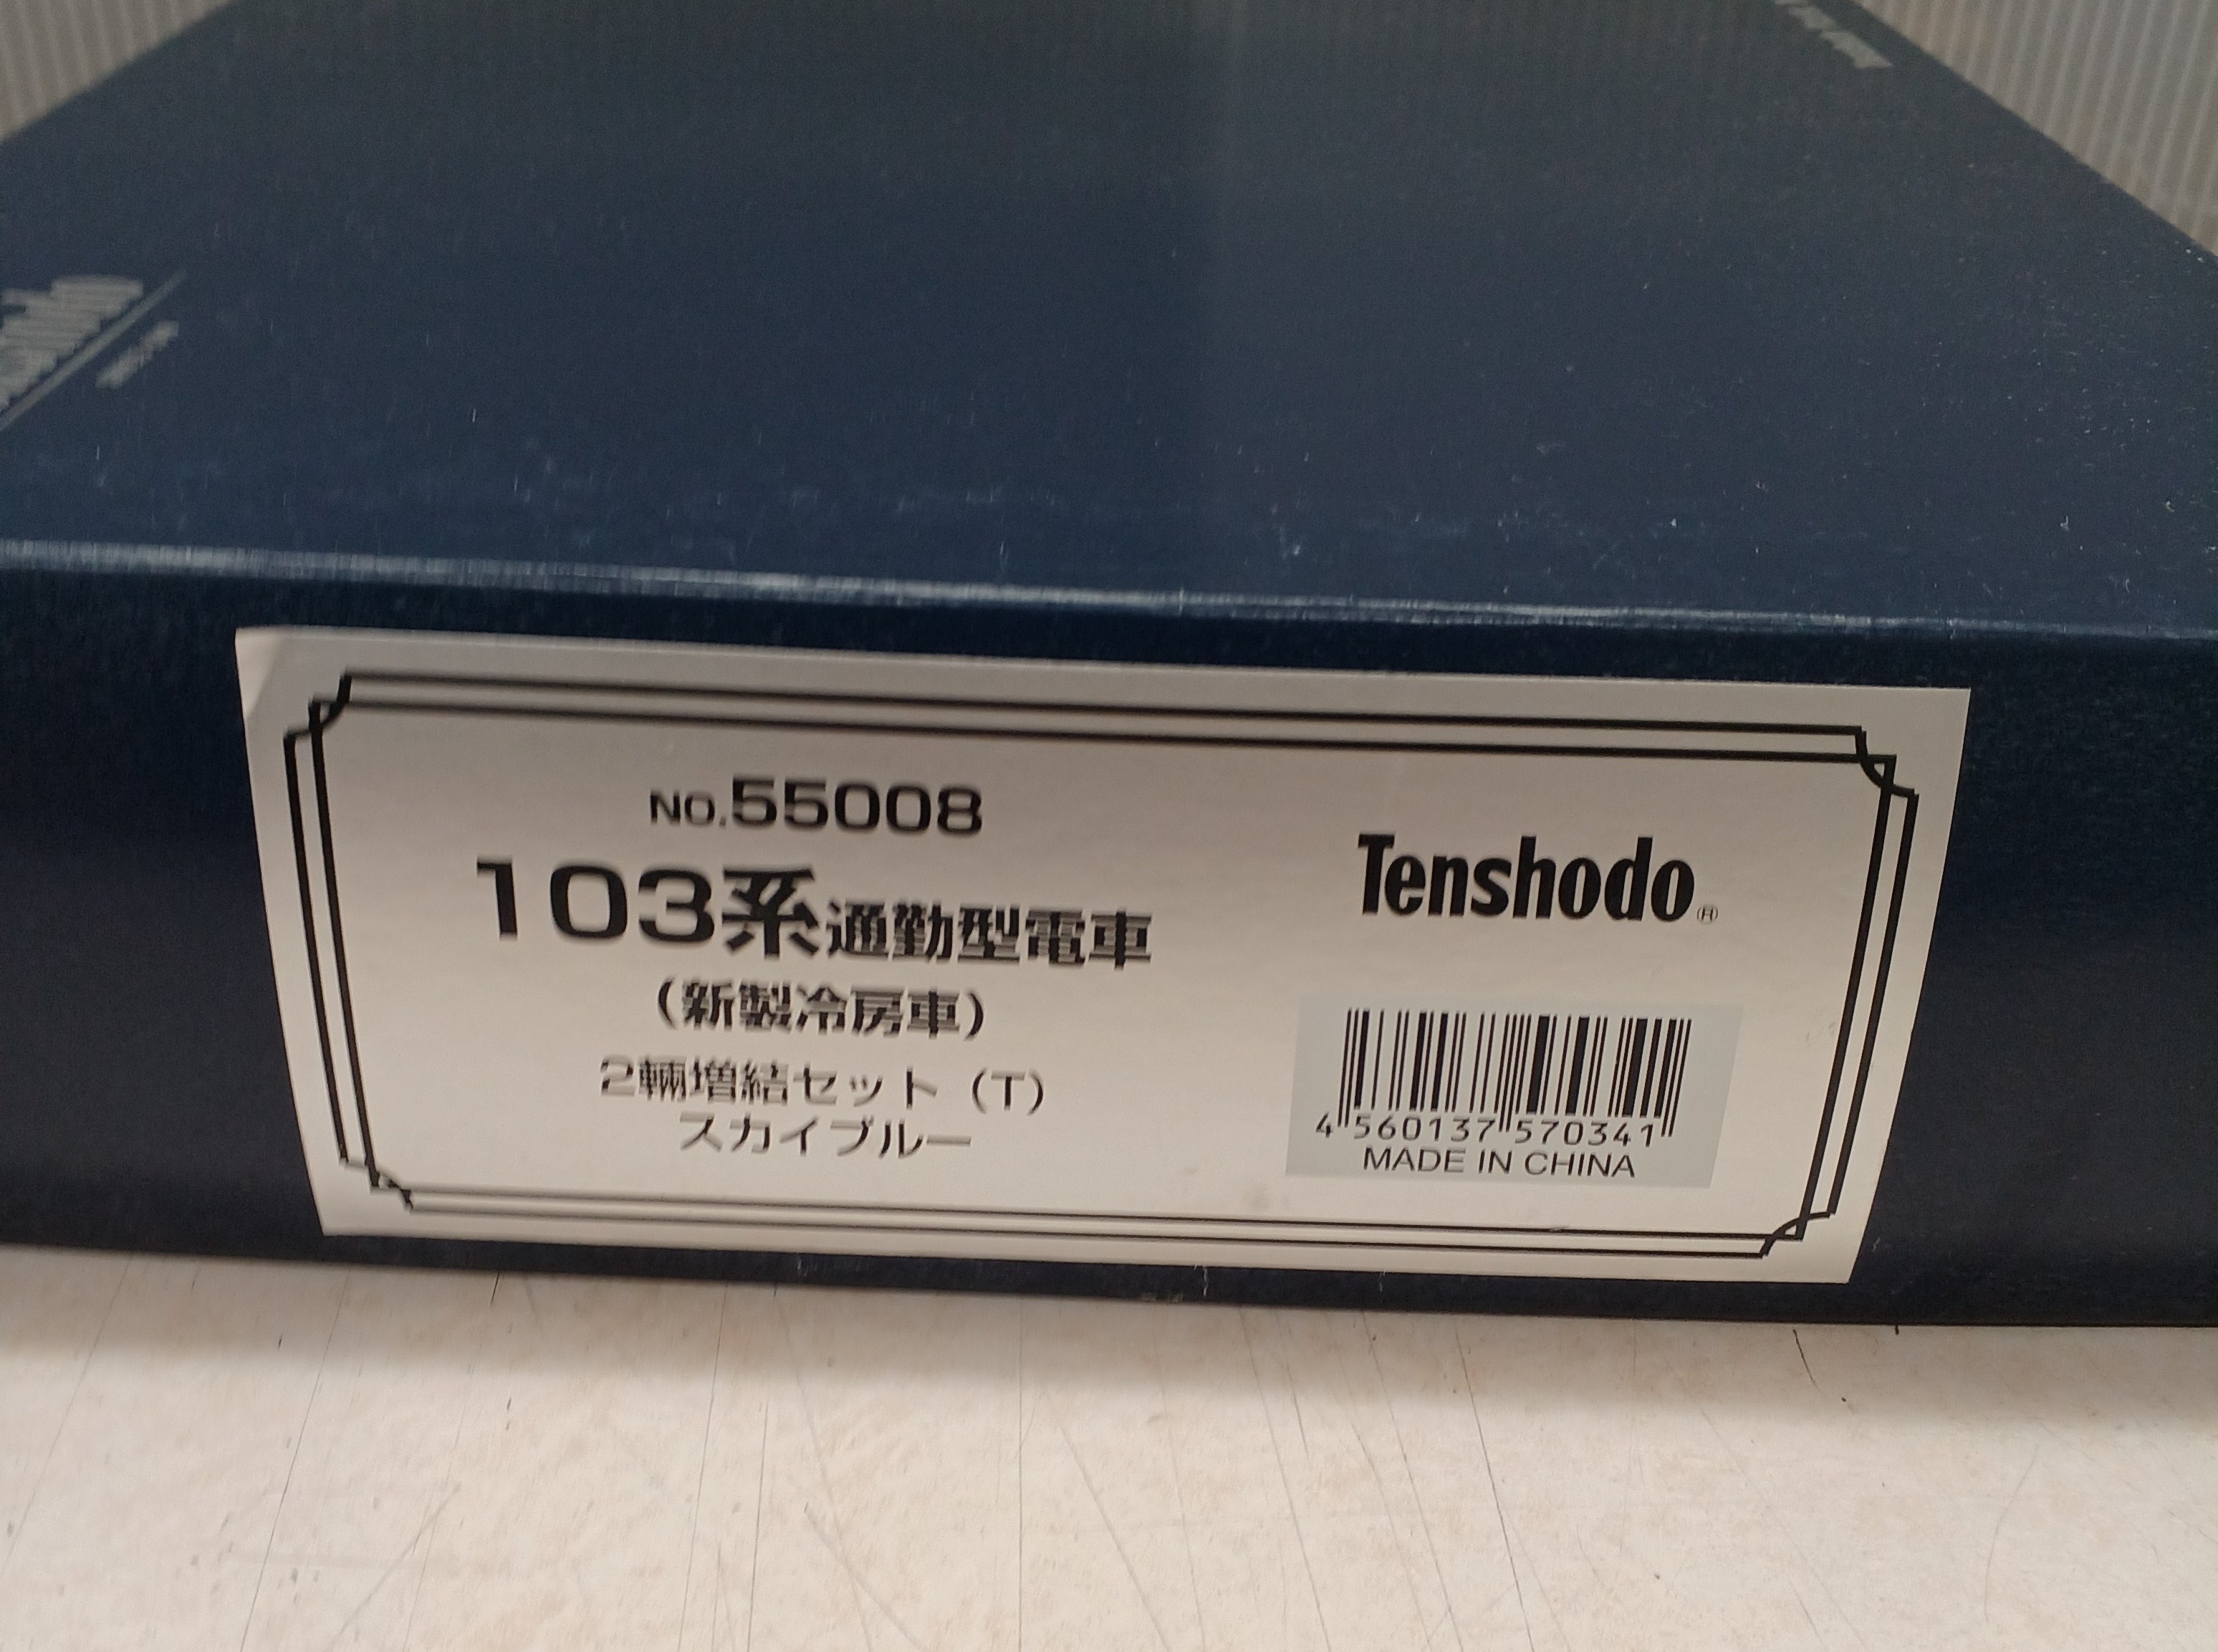 NO.55008
103系通勤型電車
(新製冷房車)
2輛増結セット (T)
スカイブルー
Tenshodo®
4 560137 570341
MADE IN CHINA